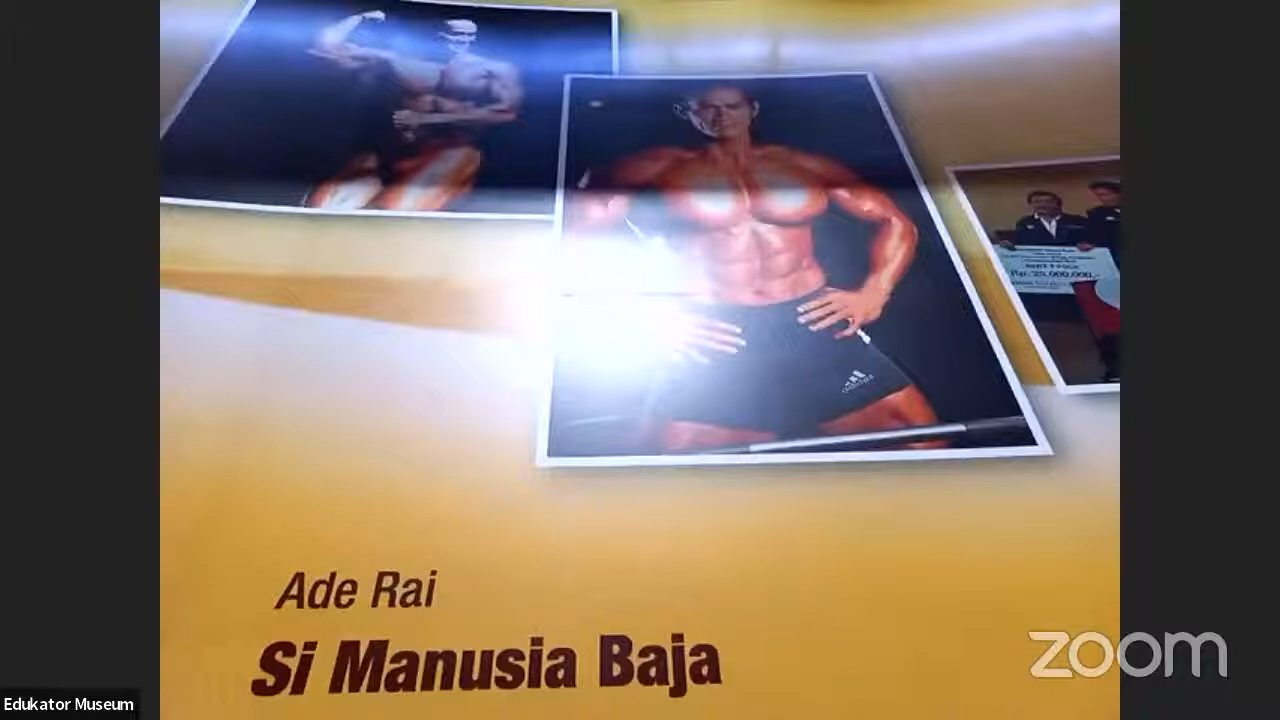 Rp. 25.000.000,-
Ade Rai
Si Manusia Baja
zoom
Edukator Museum